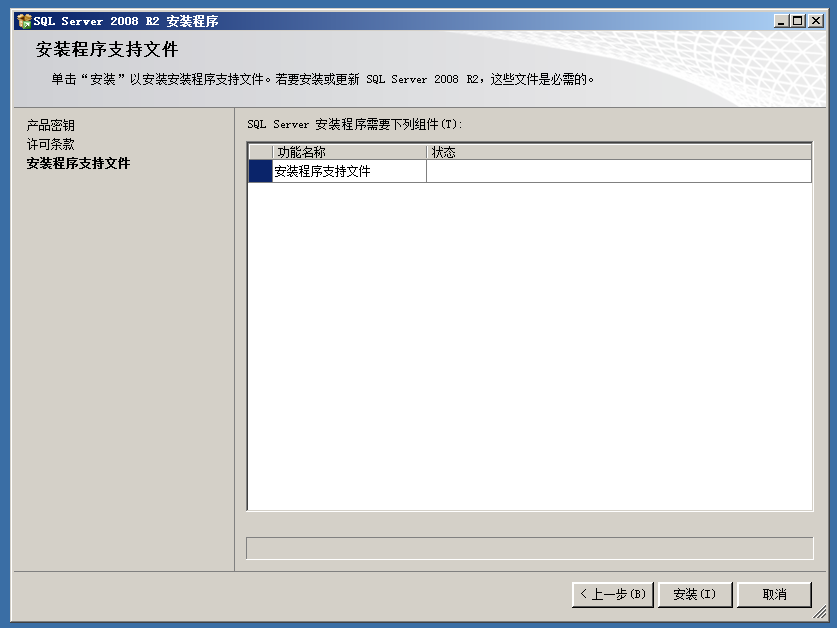 SQL Server 2008 R2 安装程序
安装程序支持文件
单击“安装”以安装安装程序支持文件。若要安装或更新 SQL Server 2008 R2，这些文件是必需的。
产品密钥
许可条款
安装程序支持文件
SQL Server 安装程序需要下列组件(T):
功能名称 状态
安装程序支持文件
< 上一步(B) 安装(I) 取消